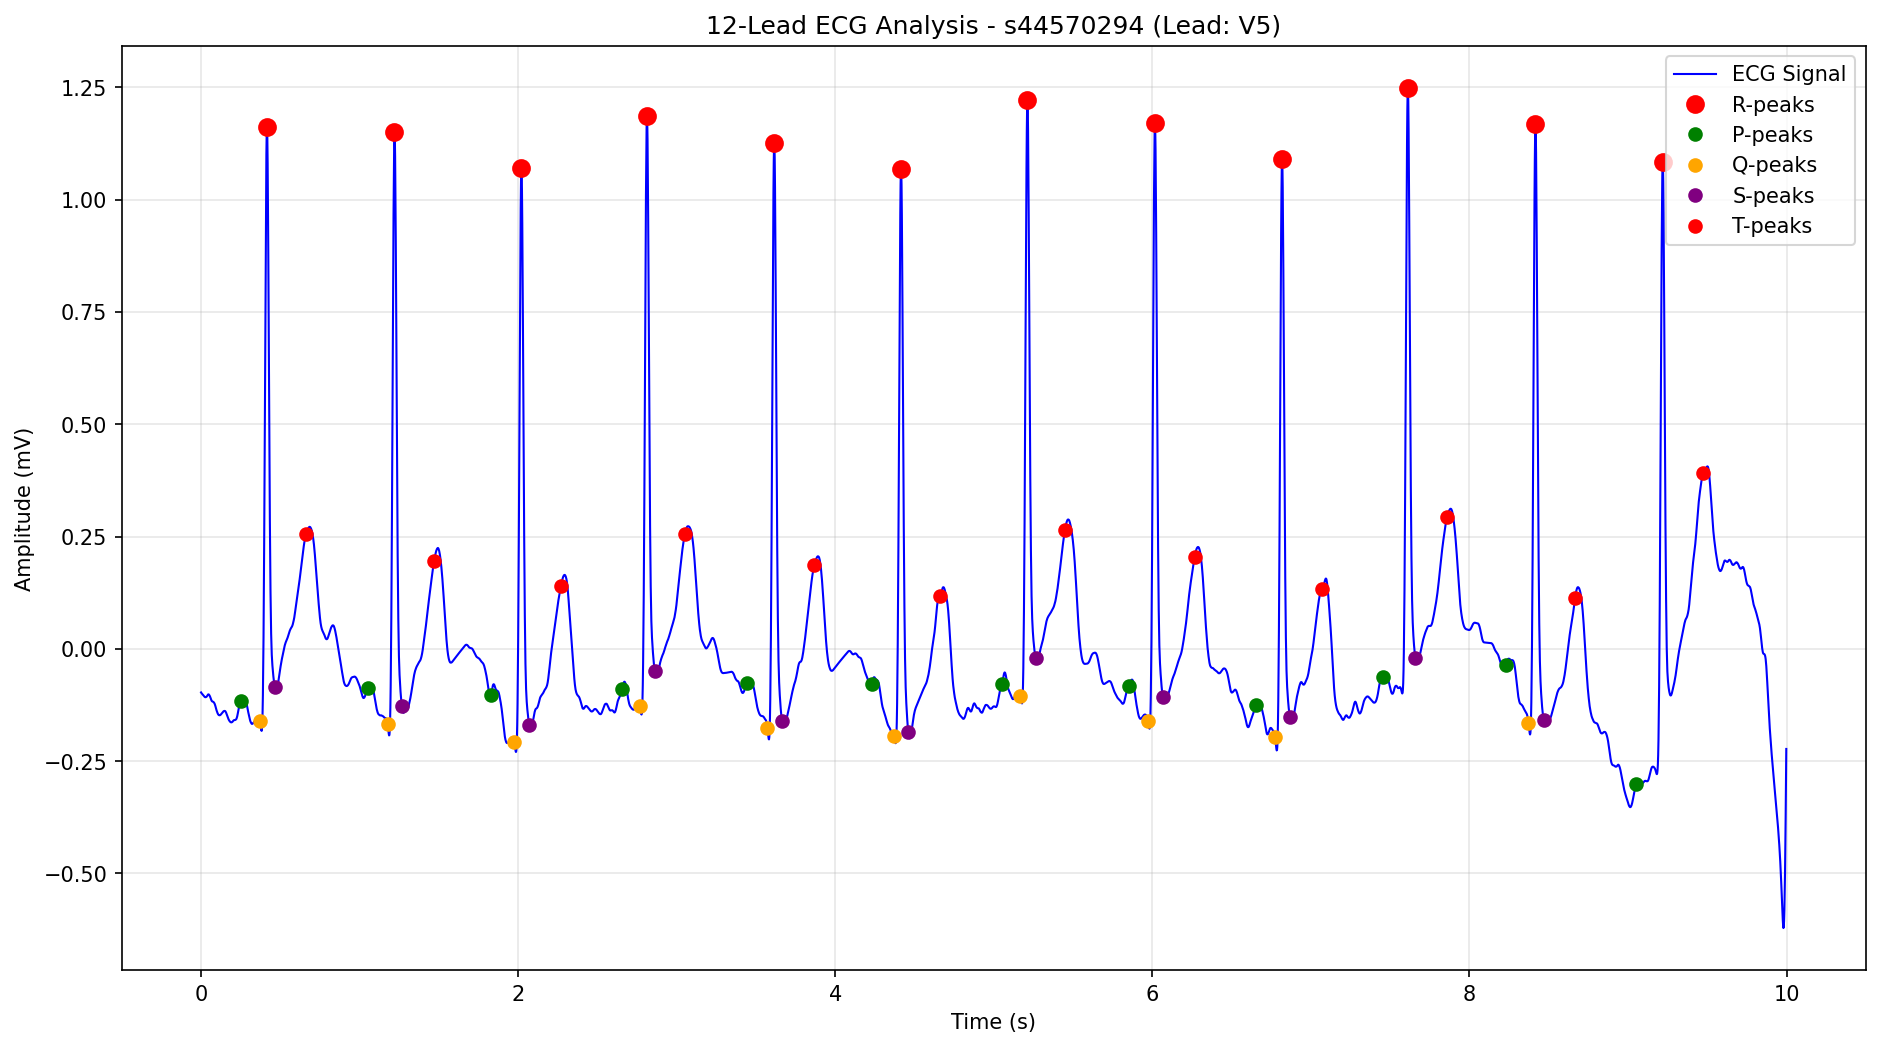 12-Lead ECG Analysis - s44570294 (Lead: V5)
ECG Signal
R-peaks
P-peaks
Q-peaks
S-peaks
T-peaks
Amplitude (mV)
1.25
1.00
0.75
0.50
0.25
0.00
−0.25
−0.50
0 2 4 6 8 10
Time (s)